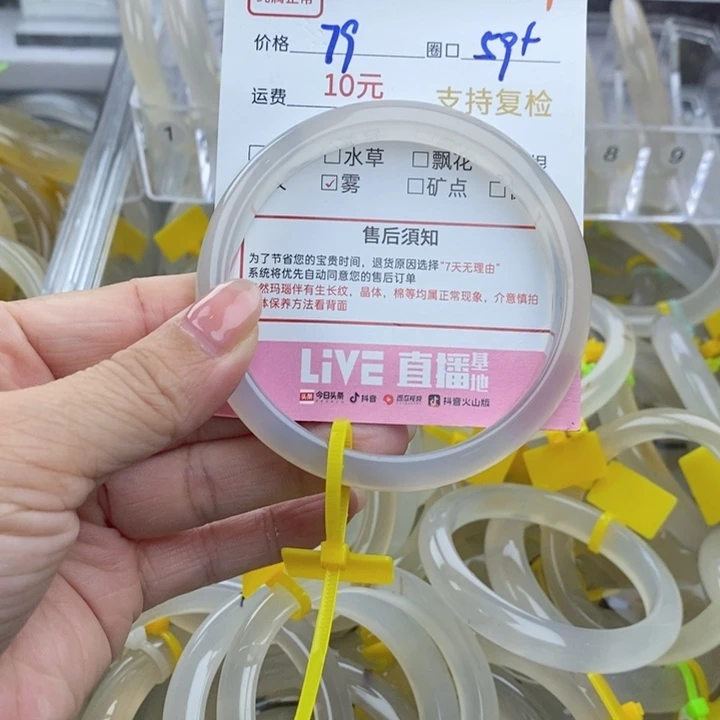 价格 79 圈口 59+
运费 10元 支持复检
□水草 □飘花
☑雾 □矿点
售后须知
为了节省您的宝贵时间，退货原因选择"7天无理由"
系统将优先自动同意您的售后订单
然玛瑙伴有生长纹，晶体，棉等均属正常现象，介意慎拍
体保养方法看背面
LiVE 直播基地
头条 今日头条 抖音 西瓜视频 抖音火山版
1
8 9